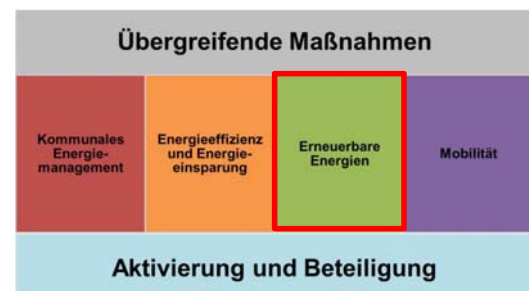 Übergreifende Maßnahmen
Kommunales
Energie-
management
Energieeffizienz
und Energie-
einsparung
Erneuerbare
Energien
Mobilität
Aktivierung und Beteiligung